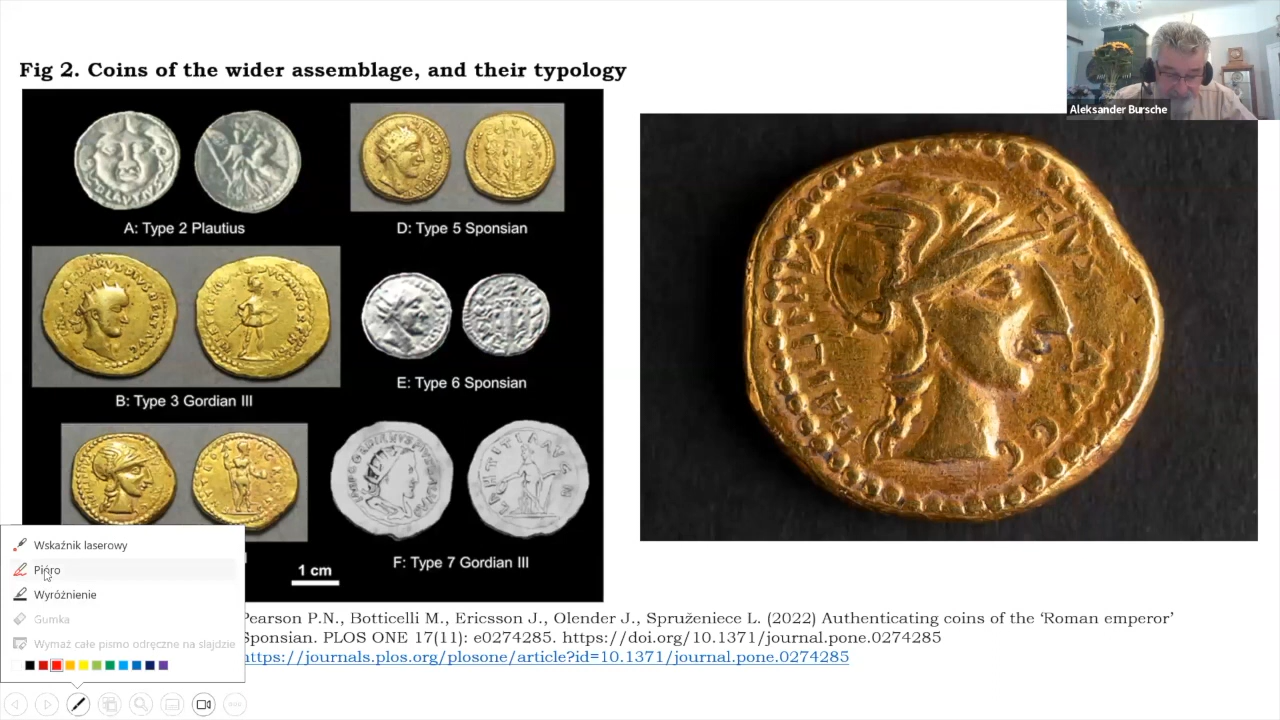 Aleksander Bursche
Fig 2. Coins of the wider assemblage, and their typology
A: Type 2 Plautius
D: Type 5 Sponsian
B: Type 3 Gordian III
E: Type 6 Sponsian
F: Type 7 Gordian III
1 cm
Wskaźnik laserowy
Pióro
Wyróżnienie
Gumka
Wymaż całe pismo odręczne na slajdzie
Pearson P.N., Botticelli M., Ericsson J., Olender J., Spruženiece L. (2022) Authenticating coins of the ‘Roman emperor’
Sponsian. PLOS ONE 17(11): e0274285. https://doi.org/10.1371/journal.pone.0274285
https://journals.plos.org/plosone/article?id=10.1371/journal.pone.0274285